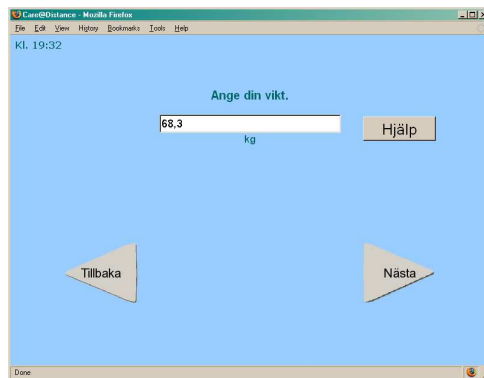 Care@Distance - Mozilla Firefox
File Edit View History Bookmarks Tools Help
Kl. 19:32
Ange din vikt.
68,3
Hjälp
kg
Tillbaka
Nästa
Done